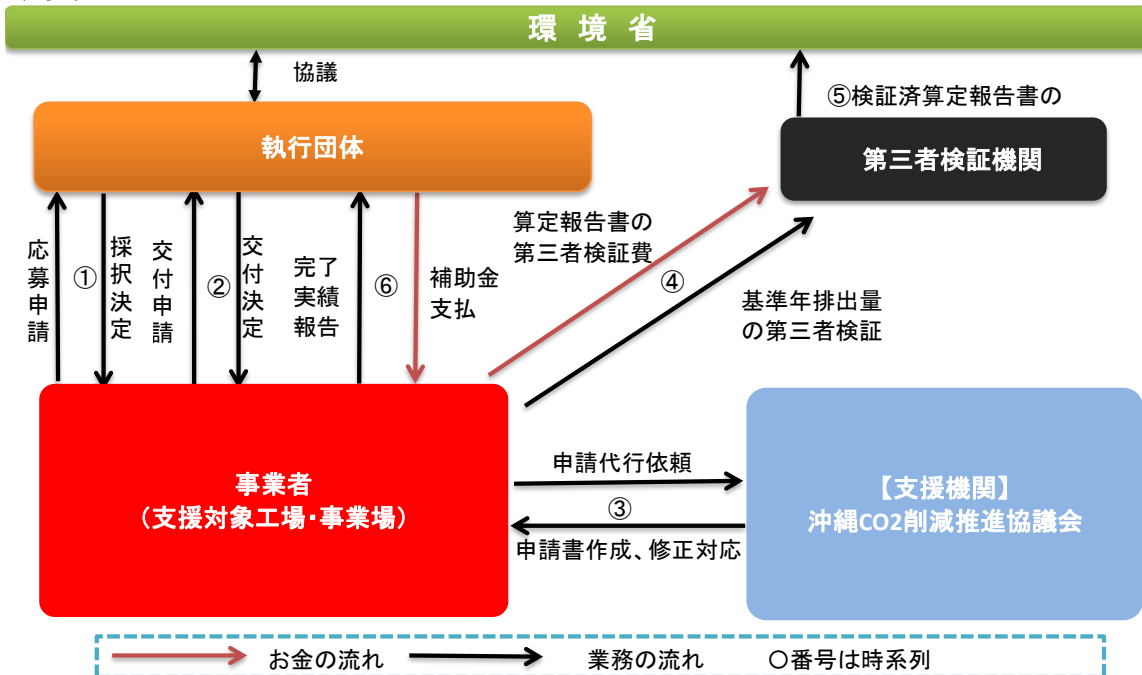 環 境 省
協議
⑤検証済算定報告書の
執行団体
第三者検証機関
応募申請
①
採択決定
交付申請
②
交付決定
完了
実績
報告
⑥
補助金
支払
算定報告書の
第三者検証費
④
基準年排出量
の第三者検証
事業者
（支援対象工場・事業場）
申請代行依頼
③
申請書作成、修正対応
【支援機関】
沖縄CO2削減推進協議会
お金の流れ
業務の流れ
〇番号は時系列